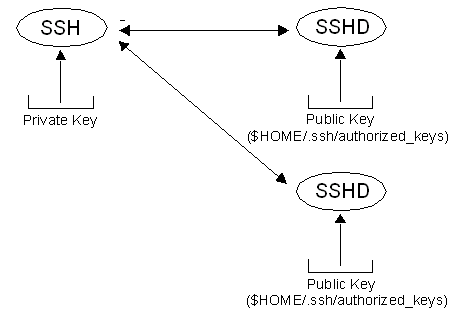 SSH
SSHD
Private Key
Public Key
($HOME/.ssh/authorized_keys)
SSHD
Public Key
($HOME/.ssh/authorized_keys)